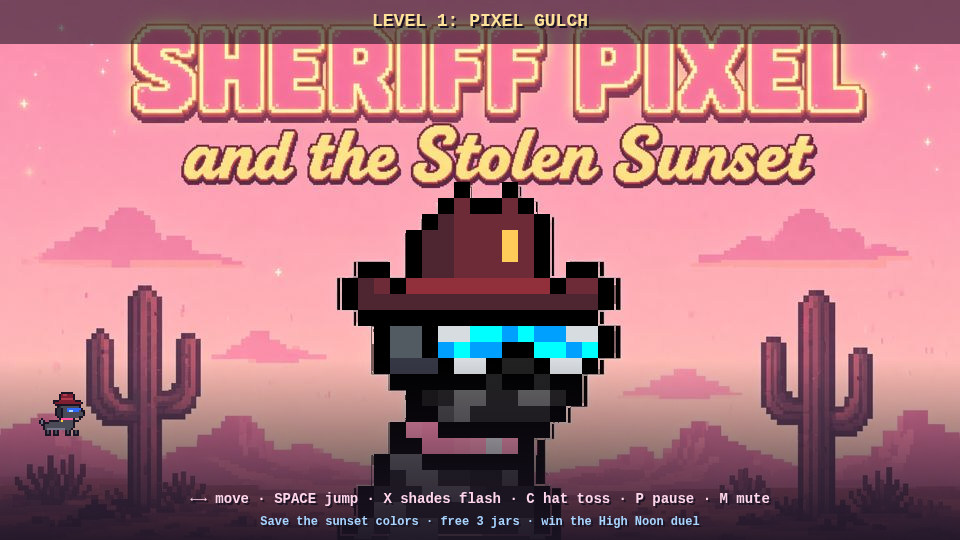 LEVEL 1: PIXEL GULCH
SHERIFF PIXEL
and the Stolen Sunset
←→ move · SPACE jump · X shades flash · C hat toss · P pause · M mute
Save the sunset colors · free 3 jars · win the High Noon duel